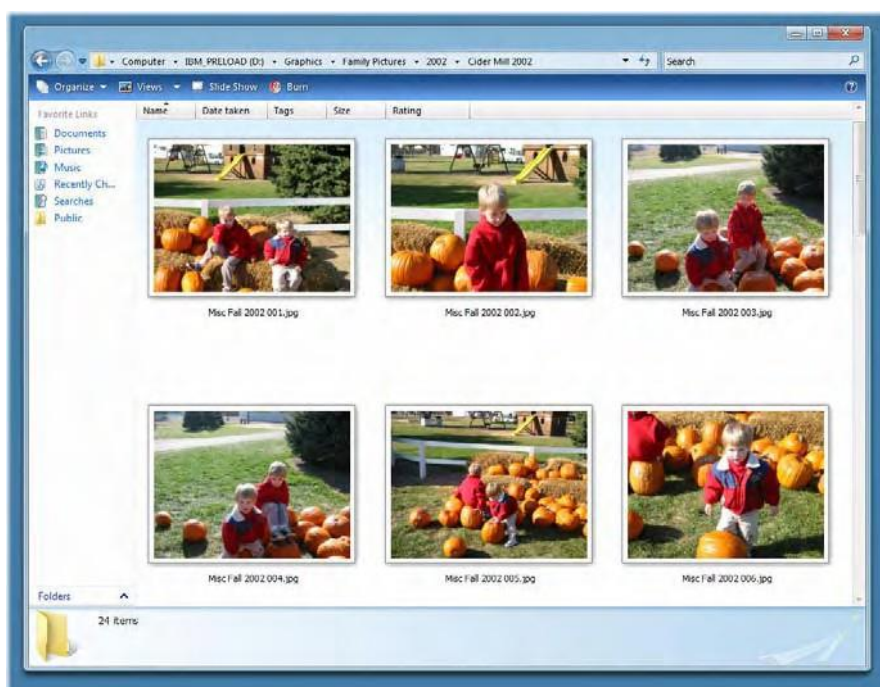 Computer ▸ IBM_PRELOAD (D:) ▸ Graphics ▸ Family Pictures ▸ 2002 ▸ Cider Mill 2002
Search
Organize Views Slide Show Burn
Favorite Links
Name Date taken Tags Size Rating
Documents
Pictures
Music
Recently Ch...
Searches
Public
Misc Fall 2002 001.jpg Misc Fall 2002 002.jpg Misc Fall 2002 003.jpg
Misc Fall 2002 004.jpg Misc Fall 2002 005.jpg Misc Fall 2002 006.jpg
Folders
24 items